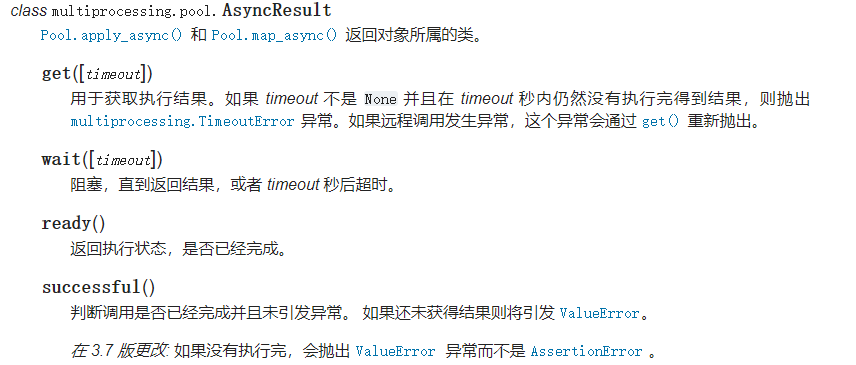 class multiprocessing.pool.AsyncResult
Pool.apply_async() 和 Pool.map_async() 返回对象所属的类。
get([timeout])
用于获取执行结果。如果 timeout 不是 None 并且在 timeout 秒内仍然没有执行完得到结果，则抛出
multiprocessing.TimeoutError 异常。如果远程调用发生异常，这个异常会通过 get() 重新抛出。
wait([timeout])
阻塞，直到返回结果，或者 timeout 秒后超时。
ready()
返回执行状态，是否已经完成。
successful()
判断调用是否已经完成并且未引发异常。 如果还未获得结果则将引发 ValueError。
在 3.7 版更改: 如果没有执行完，会抛出 ValueError 异常而不是 AssertionError 。